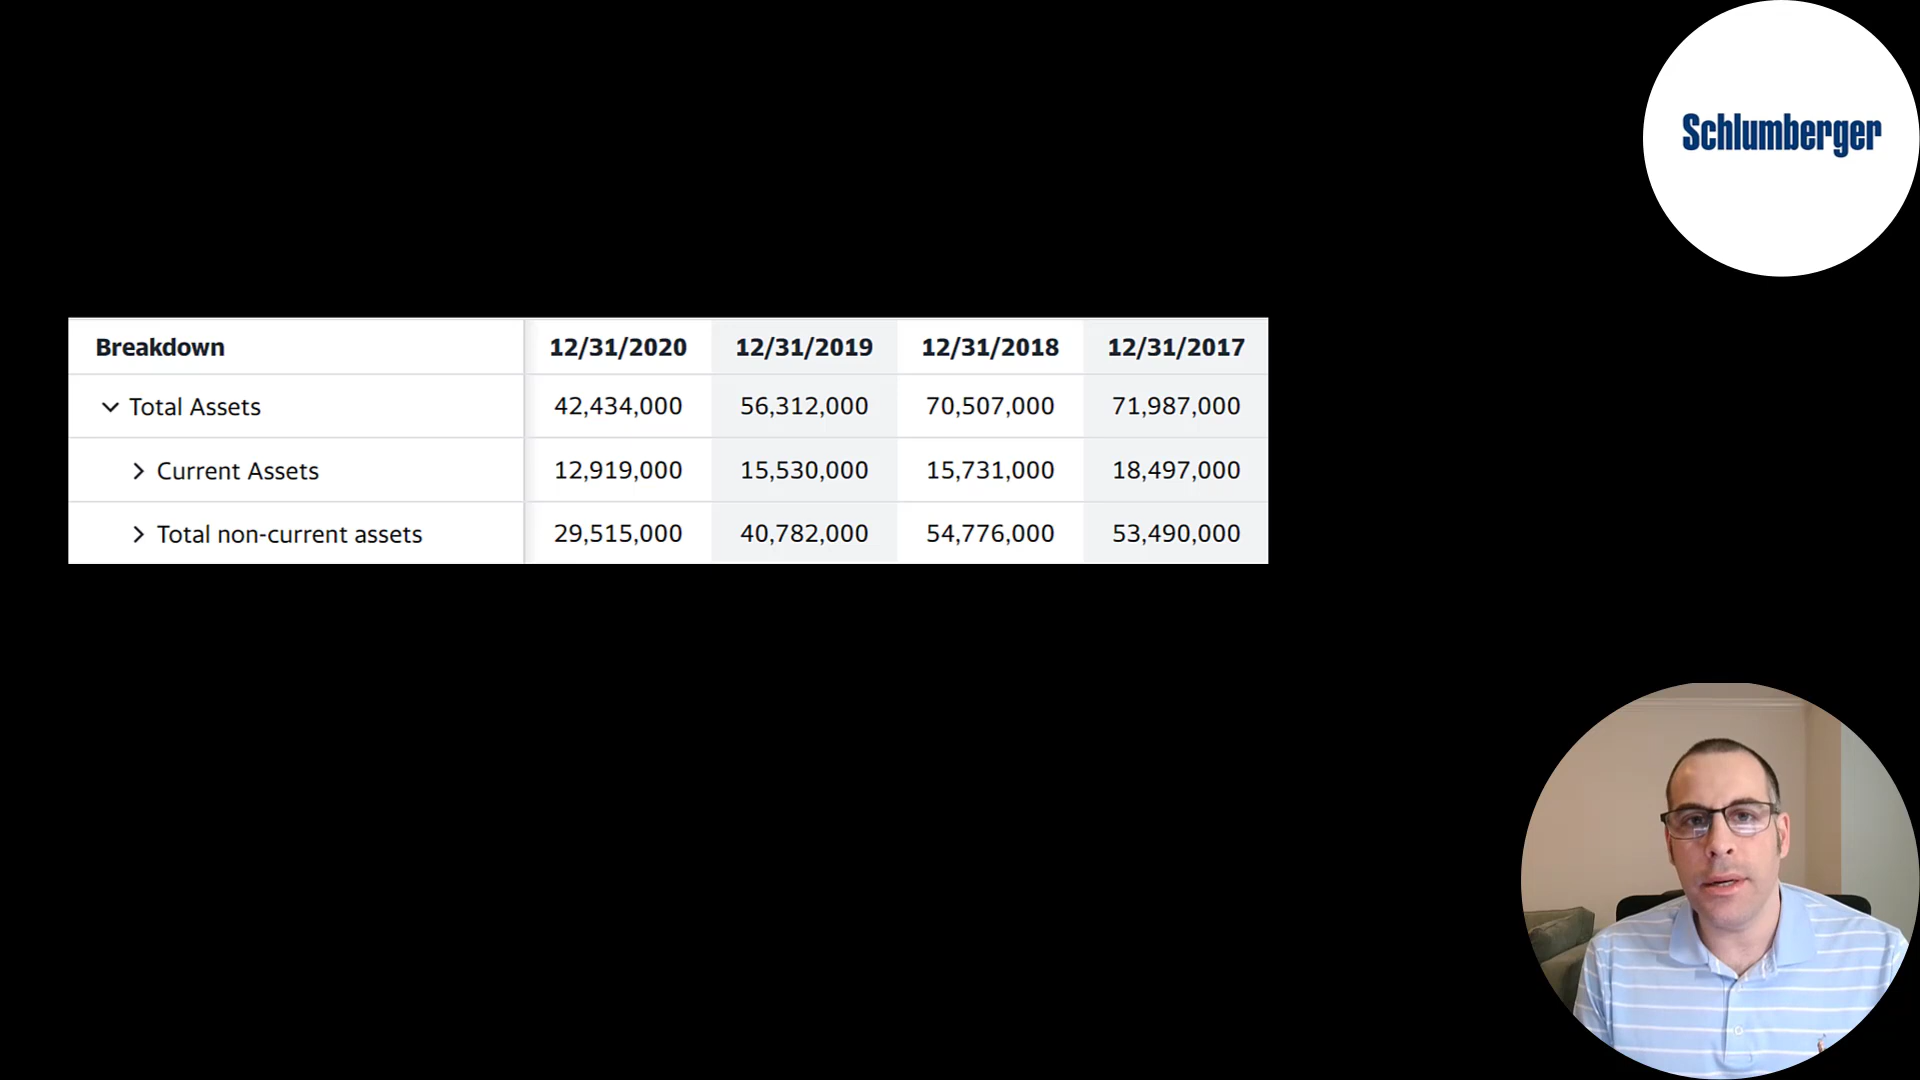 Schlumberger
Breakdown 12/31/2020 12/31/2019 12/31/2018 12/31/2017
Total Assets 42,434,000 56,312,000 70,507,000 71,987,000
Current Assets 12,919,000 15,530,000 15,731,000 18,497,000
Total non-current assets 29,515,000 40,782,000 54,776,000 53,490,000